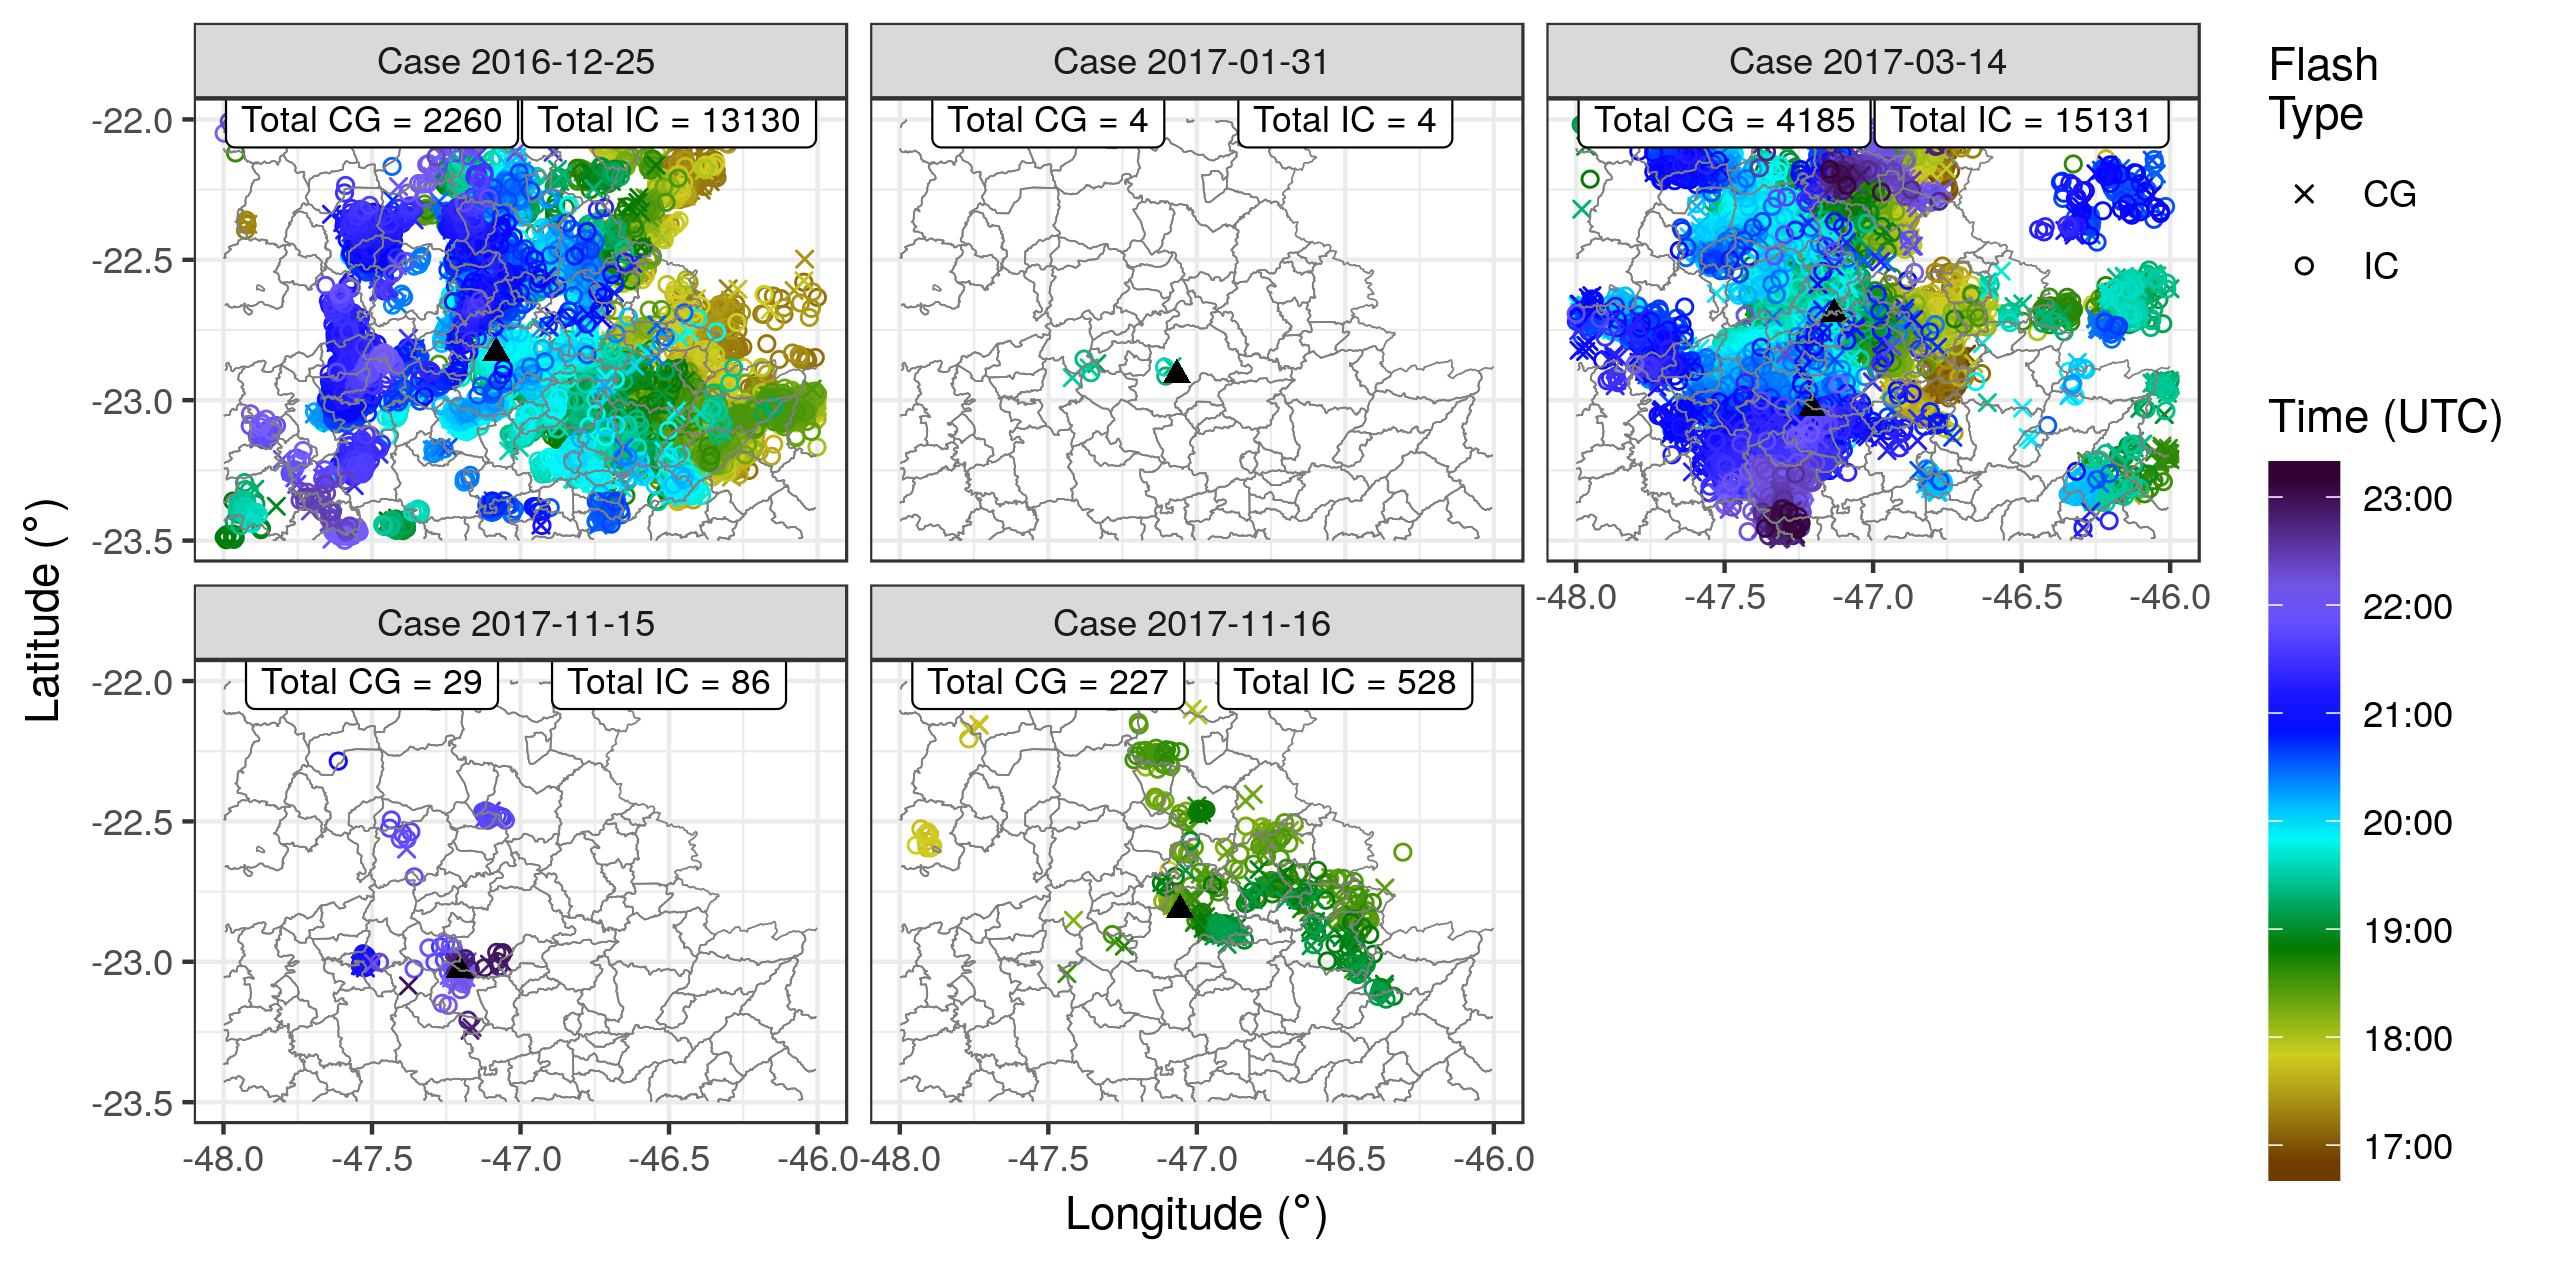 Case 2016-12-25
Case 2017-01-31
Case 2017-03-14
Total CG = 2260
Total IC = 13130
Total CG = 4
Total IC = 4
Total CG = 4185
Total IC = 15131
-22.0
-22.5
-23.0
-23.5
-48.0
-47.5
-47.0
-46.5
-46.0
Case 2017-11-15
Case 2017-11-16
Total CG = 29
Total IC = 86
Total CG = 227
Total IC = 528
-22.0
-22.5
-23.0
-23.5
-48.0
-47.5
-47.0
-46.5
-46.0
-48.0
-47.5
-47.0
-46.5
-46.0
Longitude (°)
Latitude (°)
Flash
Type
CG
IC
Time (UTC)
23:00
22:00
21:00
20:00
19:00
18:00
17:00